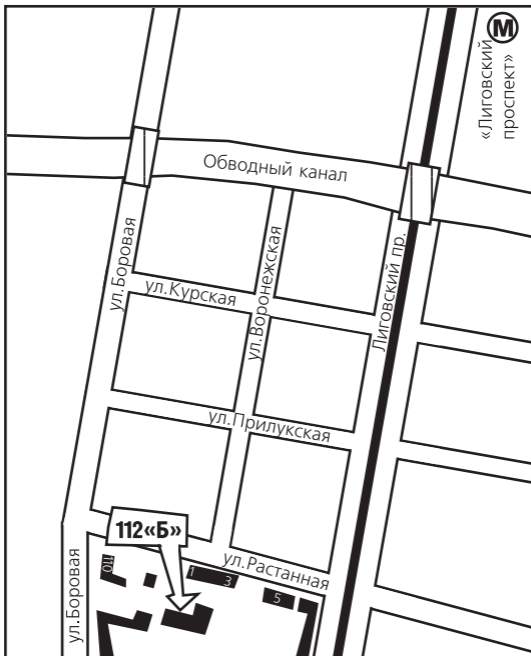 М
«Лиговский
проспект»
Обводный канал
ул.Боровая
ул.Курская
ул.Воронежская
Лиговский пр.
ул.Прилукская
112«Б»
ул.Растанная
1
3
5
ул.Боровая